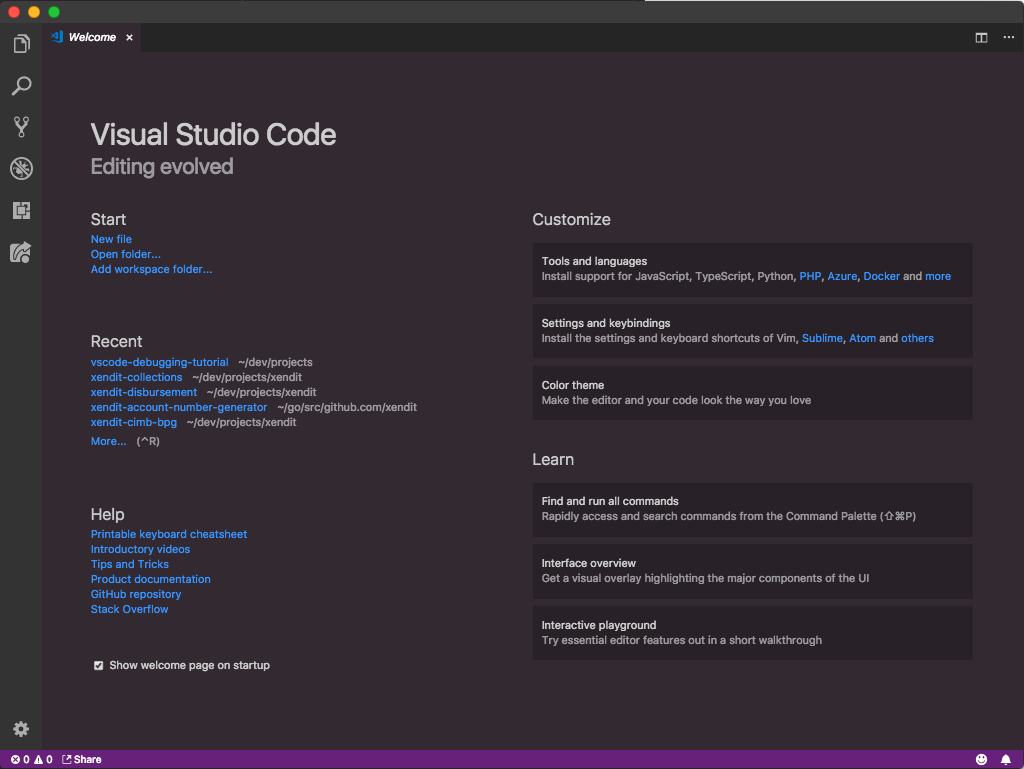 Welcome
Visual Studio Code
Editing evolved
Start
New file
Open folder...
Add workspace folder...
Recent
vscode-debugging-tutorial ~/dev/projects
xendit-collections ~/dev/projects/xendit
xendit-disbursement ~/dev/projects/xendit
xendit-account-number-generator ~/go/src/github.com/xendit
xendit-cimb-bpg ~/dev/projects/xendit
More... (^R)
Help
Printable keyboard cheatsheet
Introductory videos
Tips and Tricks
Product documentation
GitHub repository
Stack Overflow
Show welcome page on startup
Customize
Tools and languages
Install support for JavaScript, TypeScript, Python, PHP, Azure, Docker and more
Settings and keybindings
Install the settings and keyboard shortcuts of Vim, Sublime, Atom and others
Color theme
Make the editor and your code look the way you love
Learn
Find and run all commands
Rapidly access and search commands from the Command Palette (⇧⌘P)
Interface overview
Get a visual overlay highlighting the major components of the UI
Interactive playground
Try essential editor features out in a short walkthrough
0 0 Share